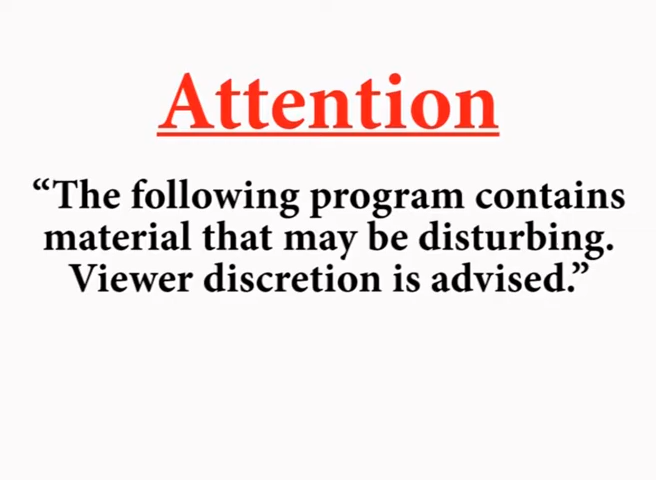 Attention
“The following program contains
material that may be disturbing.
Viewer discretion is advised.”